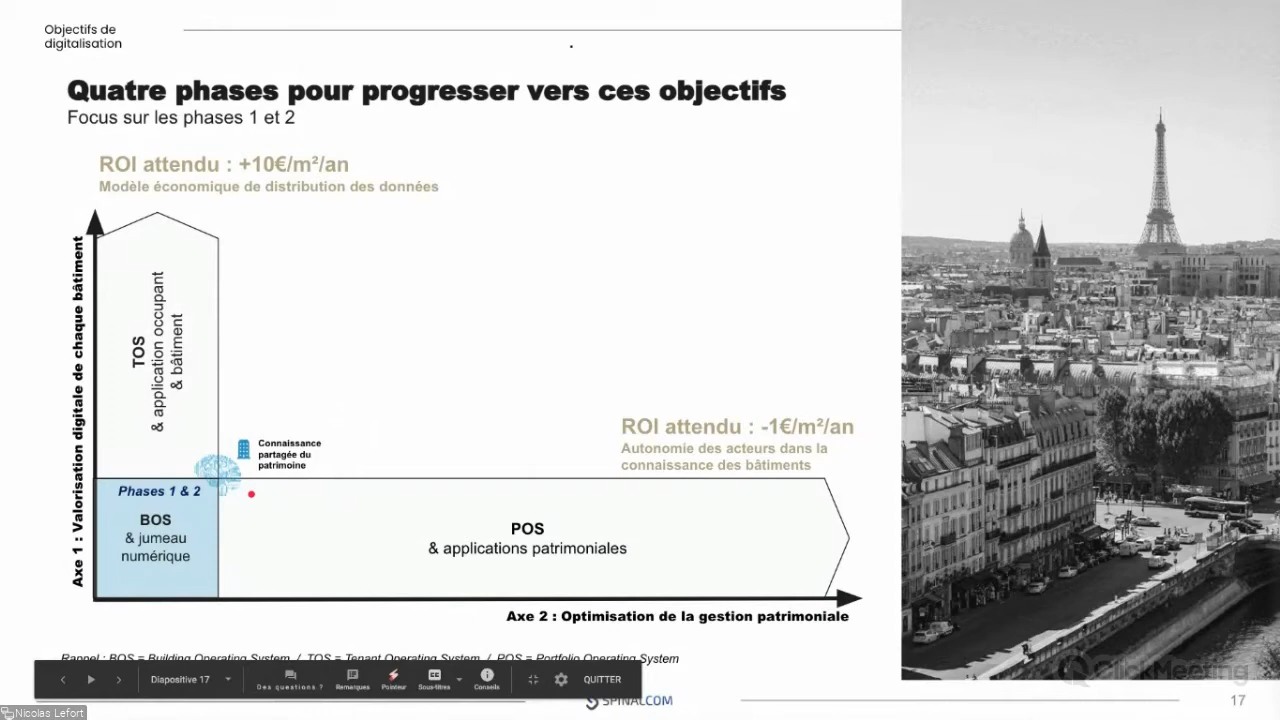 Objectifs de
digitalisation
Quatre phases pour progresser vers ces objectifs
Focus sur les phases 1 et 2
ROI attendu : +10€/m²/an
Modèle économique de distribution des données
Axe 1 : Valorisation digitale de chaque bâtiment
TOS
& application occupant
& bâtiment
Connaissance
partagée du
patrimoine
ROI attendu : -1€/m²/an
Autonomie des acteurs dans la
connaissance des bâtiments
Phases 1 & 2
BOS
& jumeau
numérique
POS
& applications patrimoniales
Axe 2 : Optimisation de la gestion patrimoniale
Rappel : BOS = Building Operating System / TOS = Tenant Operating System / POS = Portfolio Operating System
Diapositive 17
Des questions ?
Remarques
Pointeur
Sous-titres
Conseils
QUITTER
ClickMeeting
SPINALCOM
17
Nicolas Lefort